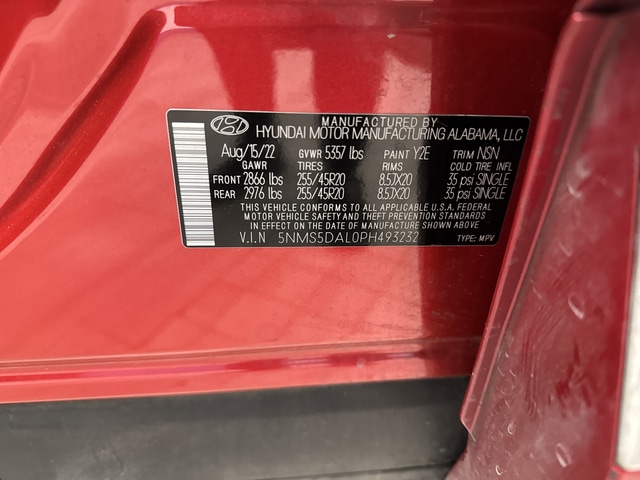 MANUFACTURED BY
HYUNDAI MOTOR MANUFACTURING ALABAMA, LLC
Aug/15/22 GVWR 5357 lbs PAINT Y2E TRIM NSN
GAWR TIRES RIMS COLD TIRE INFL
FRONT 2866 lbs 255/45R20 8.5JX20 35 psi SINGLE
REAR 2976 lbs 255/45R20 8.5JX20 35 psi SINGLE
THIS VEHICLE CONFORMS TO ALL U.S.A. FEDERAL
MOTOR VEHICLE SAFETY AND THEFT PREVENTION STANDARDS
IN EFFECT ON THE DATE OF MANUFACTURE SHOWN ABOVE
V.I.N 5NMS5DAL0PH493232 TYPE: MPV